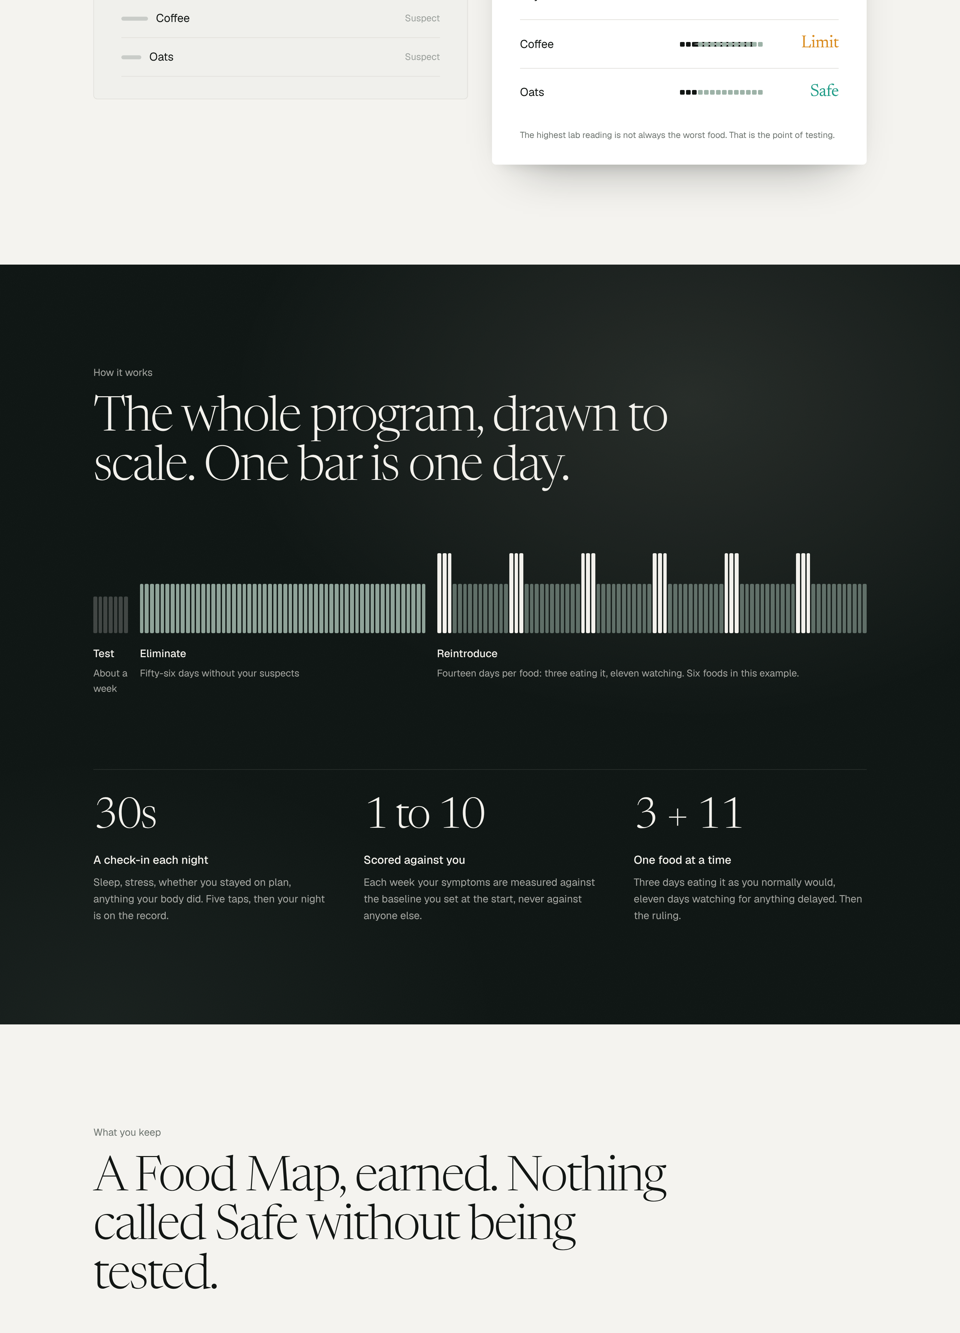 Coffee
Suspect
Oats
Suspect
Coffee
Limit
Oats
Safe
The highest lab reading is not always the worst food. That is the point of testing.
How it works
The whole program, drawn to
scale. One bar is one day.
Test
About a
week
Eliminate
Fifty-six days without your suspects
Reintroduce
Fourteen days per food: three eating it, eleven watching. Six foods in this example.
30s
A check-in each night
Sleep, stress, whether you stayed on plan,
anything your body did. Five taps, then your night
is on the record.
1 to 10
Scored against you
Each week your symptoms are measured against
the baseline you set at the start, never against
anyone else.
3 + 11
One food at a time
Three days eating it as you normally would,
eleven days watching for anything delayed. Then
the ruling.
What you keep
A Food Map, earned. Nothing
called Safe without being
tested.